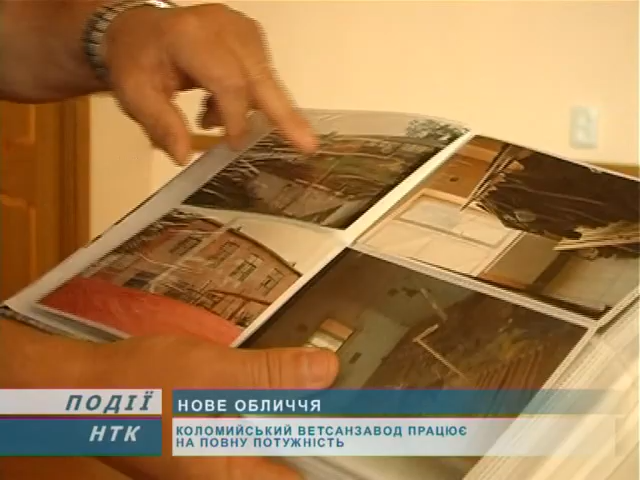 ПОДІЇ
НТК
НОВЕ ОБЛИЧЧЯ
КОЛОМИЙСЬКИЙ ВЕТСАНЗАВОД ПРАЦЮЄ
НА ПОВНУ ПОТУЖНІСТЬ